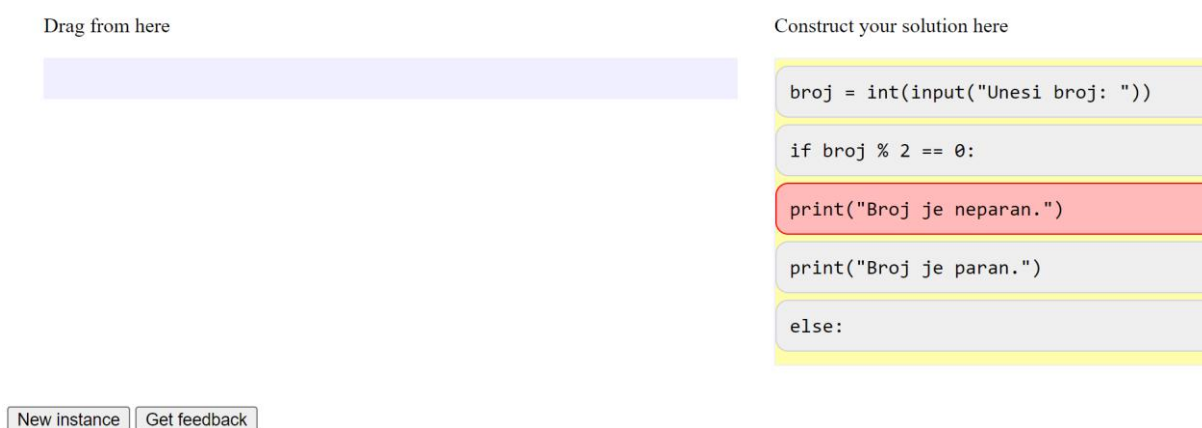 Drag from here
Construct your solution here
broj = int(input("Unesi broj: "))
if broj % 2 == 0:
print("Broj je neparan.")
print("Broj je paran.")
else:
New instance Get feedback